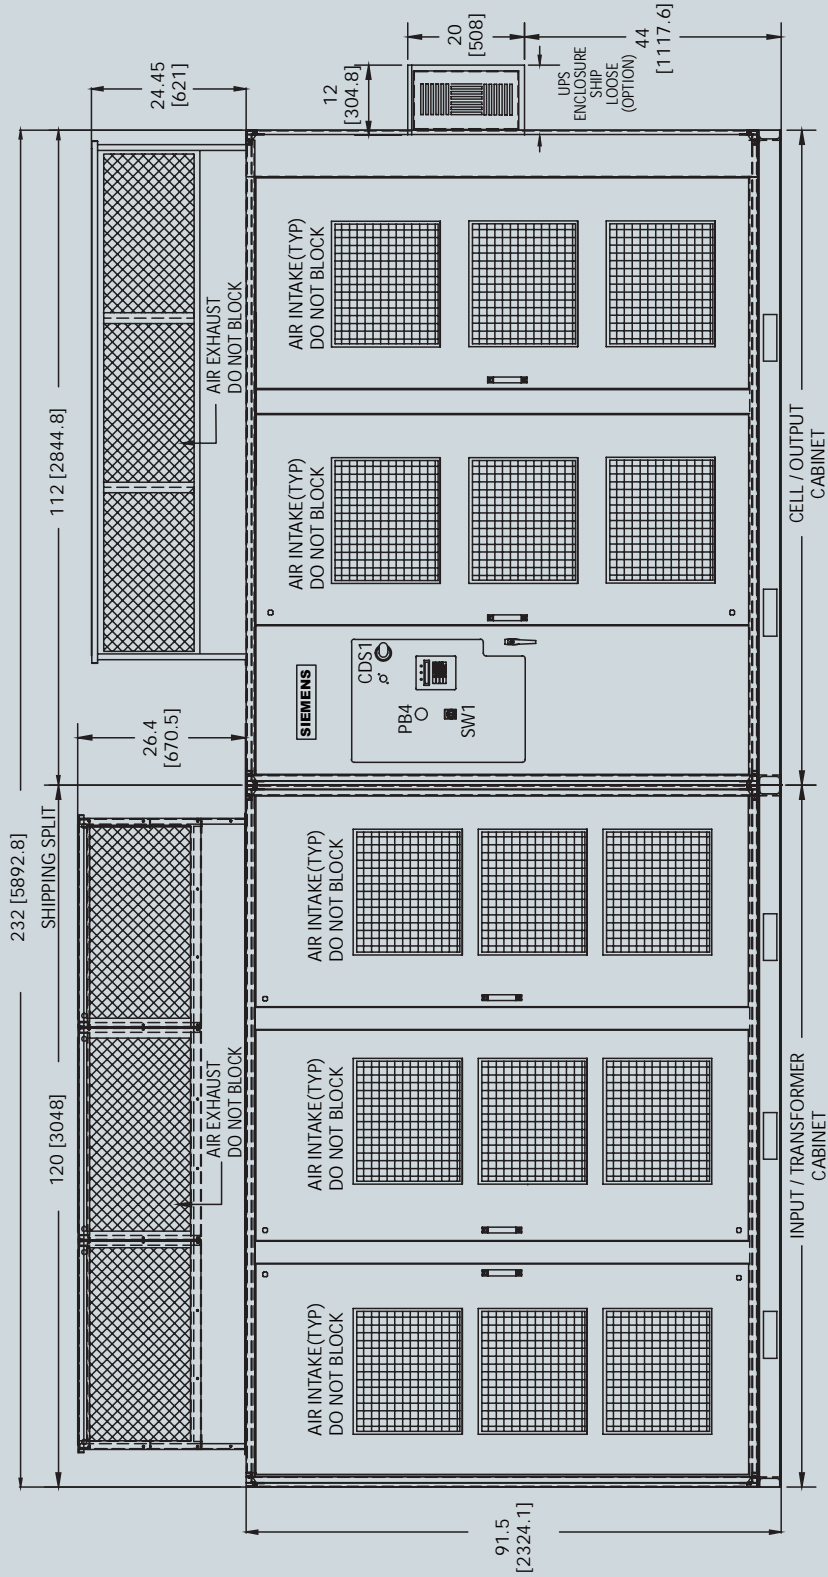 232 [5892.8]
SHIPPING SPLIT
120 [3048]
112 [2844.8]
26.4
[670.5]
24.45
[621]
AIR EXHAUST
DO NOT BLOCK
AIR EXHAUST
DO NOT BLOCK
12
[304.8]
20
[508]
44
[1117.6]
UPS
ENCLOSURE
SHIP
LOOSE
(OPTION)
91.5
[2324.1]
AIR INTAKE(TYP)
DO NOT BLOCK
AIR INTAKE(TYP)
DO NOT BLOCK
AIR INTAKE(TYP)
DO NOT BLOCK
SIEMENS
CDS1
PB4
SW1
AIR INTAKE(TYP)
DO NOT BLOCK
AIR INTAKE(TYP)
DO NOT BLOCK
INPUT / TRANSFORMER
CABINET
CELL / OUTPUT
CABINET